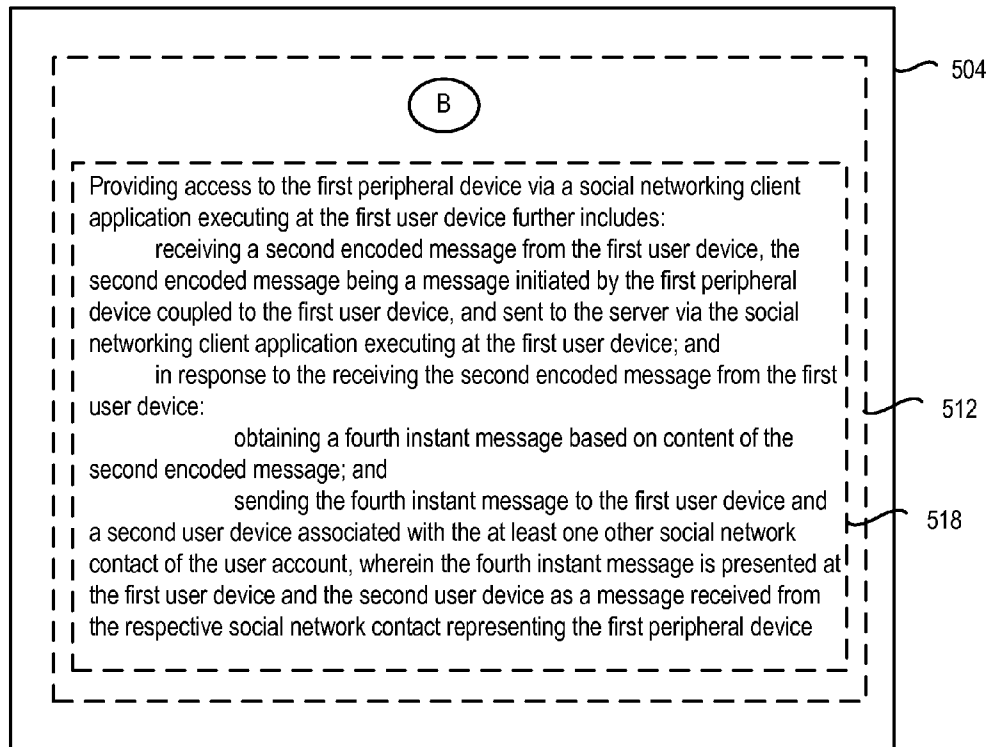 504
B
Providing access to the first peripheral device via a social networking client
application executing at the first user device further includes:
receiving a second encoded message from the first user device, the
second encoded message being a message initiated by the first peripheral
device coupled to the first user device, and sent to the server via the social
networking client application executing at the first user device; and
in response to the receiving the second encoded message from the first
user device:
512
obtaining a fourth instant message based on content of the
second encoded message; and
sending the fourth instant message to the first user device and
518
a second user device associated with the at least one other social network
contact of the user account, wherein the fourth instant message is presented at
the first user device and the second user device as a message received from
the respective social network contact representing the first peripheral device